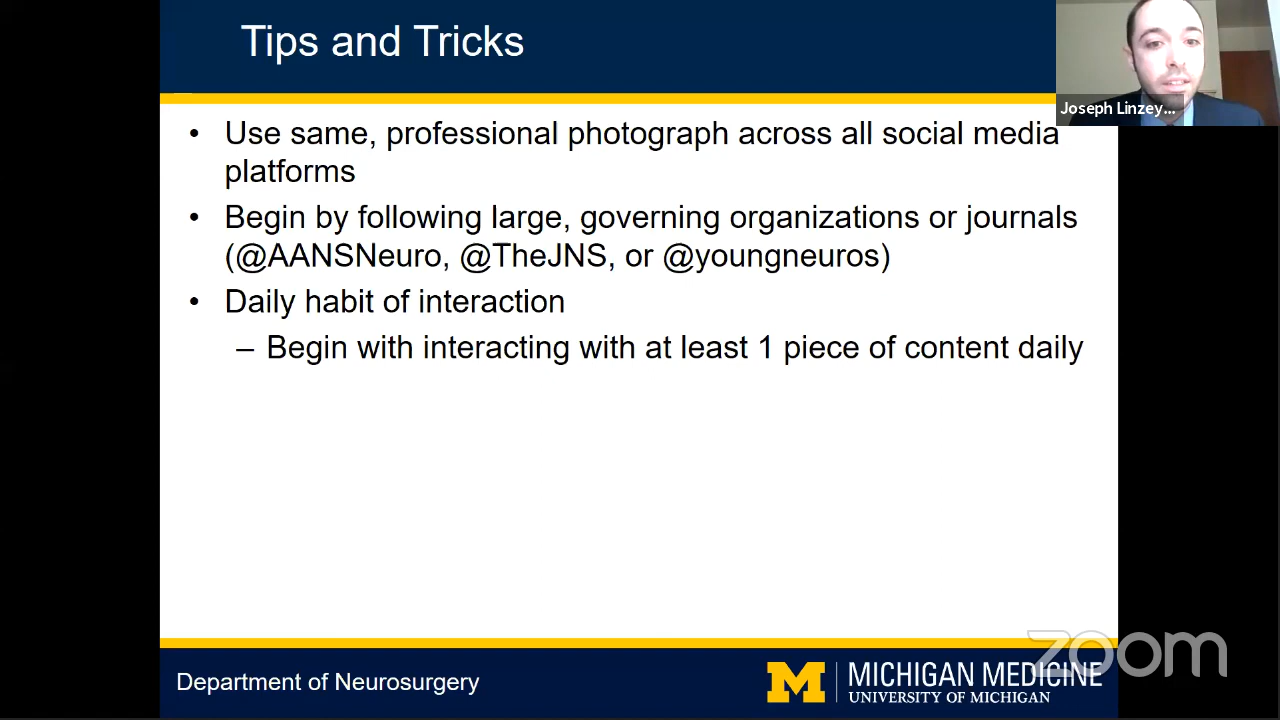 Tips and Tricks
Joseph Linzey...
• Use same, professional photograph across all social media
platforms
• Begin by following large, governing organizations or journals
(@AANSNeuro, @TheJNS, or @youngneuros)
• Daily habit of interaction
– Begin with interacting with at least 1 piece of content daily
zoom
Department of Neurosurgery
M
MICHIGAN MEDICINE
UNIVERSITY OF MICHIGAN